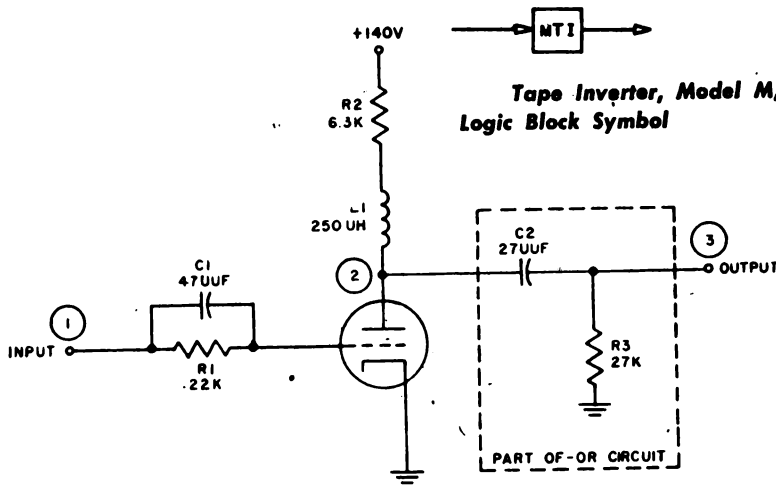 +140V
MTI
Tape Inverter, Model M,
Logic Block Symbol
R2
6.3K
L1
250 UH
C2
27UUF
3
OUTPUT
2
C1
47UUF
1
INPUT
R1
.22K
R3
27K
PART OF-OR CIRCUIT